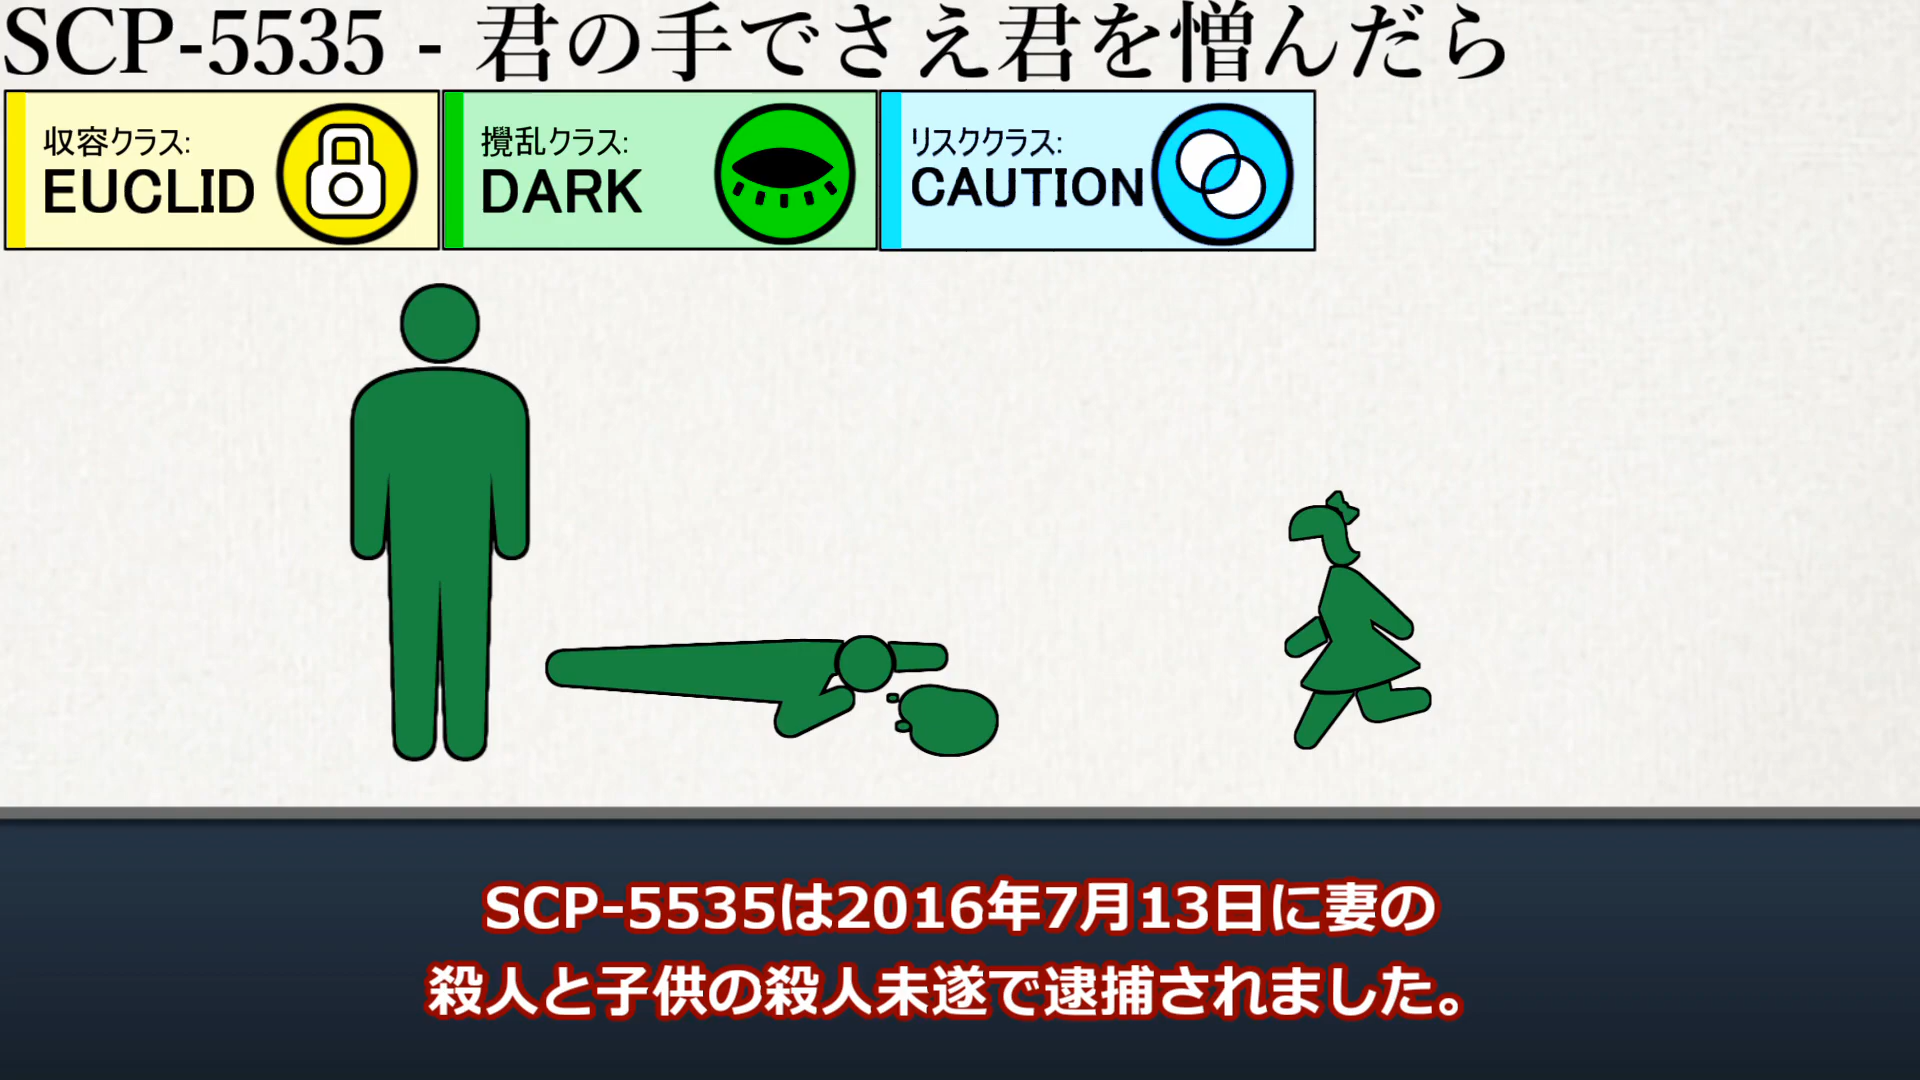 SCP-5535 - 君の手でさえ君を憎んだら
収容クラス:
EUCLID
攪乱クラス:
DARK
リスククラス:
CAUTION
SCP-5535は2016年7月13日に妻の
殺人と子供の殺人未遂で逮捕されました。